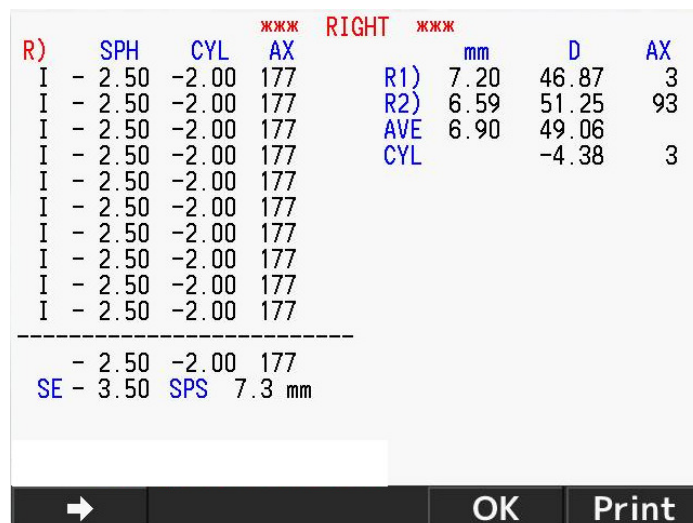 *** RIGHT ***
R) SPH CYL AX
I - 2.50 -2.00 177
I - 2.50 -2.00 177
I - 2.50 -2.00 177
I - 2.50 -2.00 177
I - 2.50 -2.00 177
I - 2.50 -2.00 177
I - 2.50 -2.00 177
I - 2.50 -2.00 177
I - 2.50 -2.00 177
I - 2.50 -2.00 177
- 2.50 -2.00 177
SE - 3.50 SPS 7.3 mm
mm D AX
R1) 7.20 46.87 3
R2) 6.59 51.25 93
AVE 6.90 49.06
CYL -4.38 3
OK Print